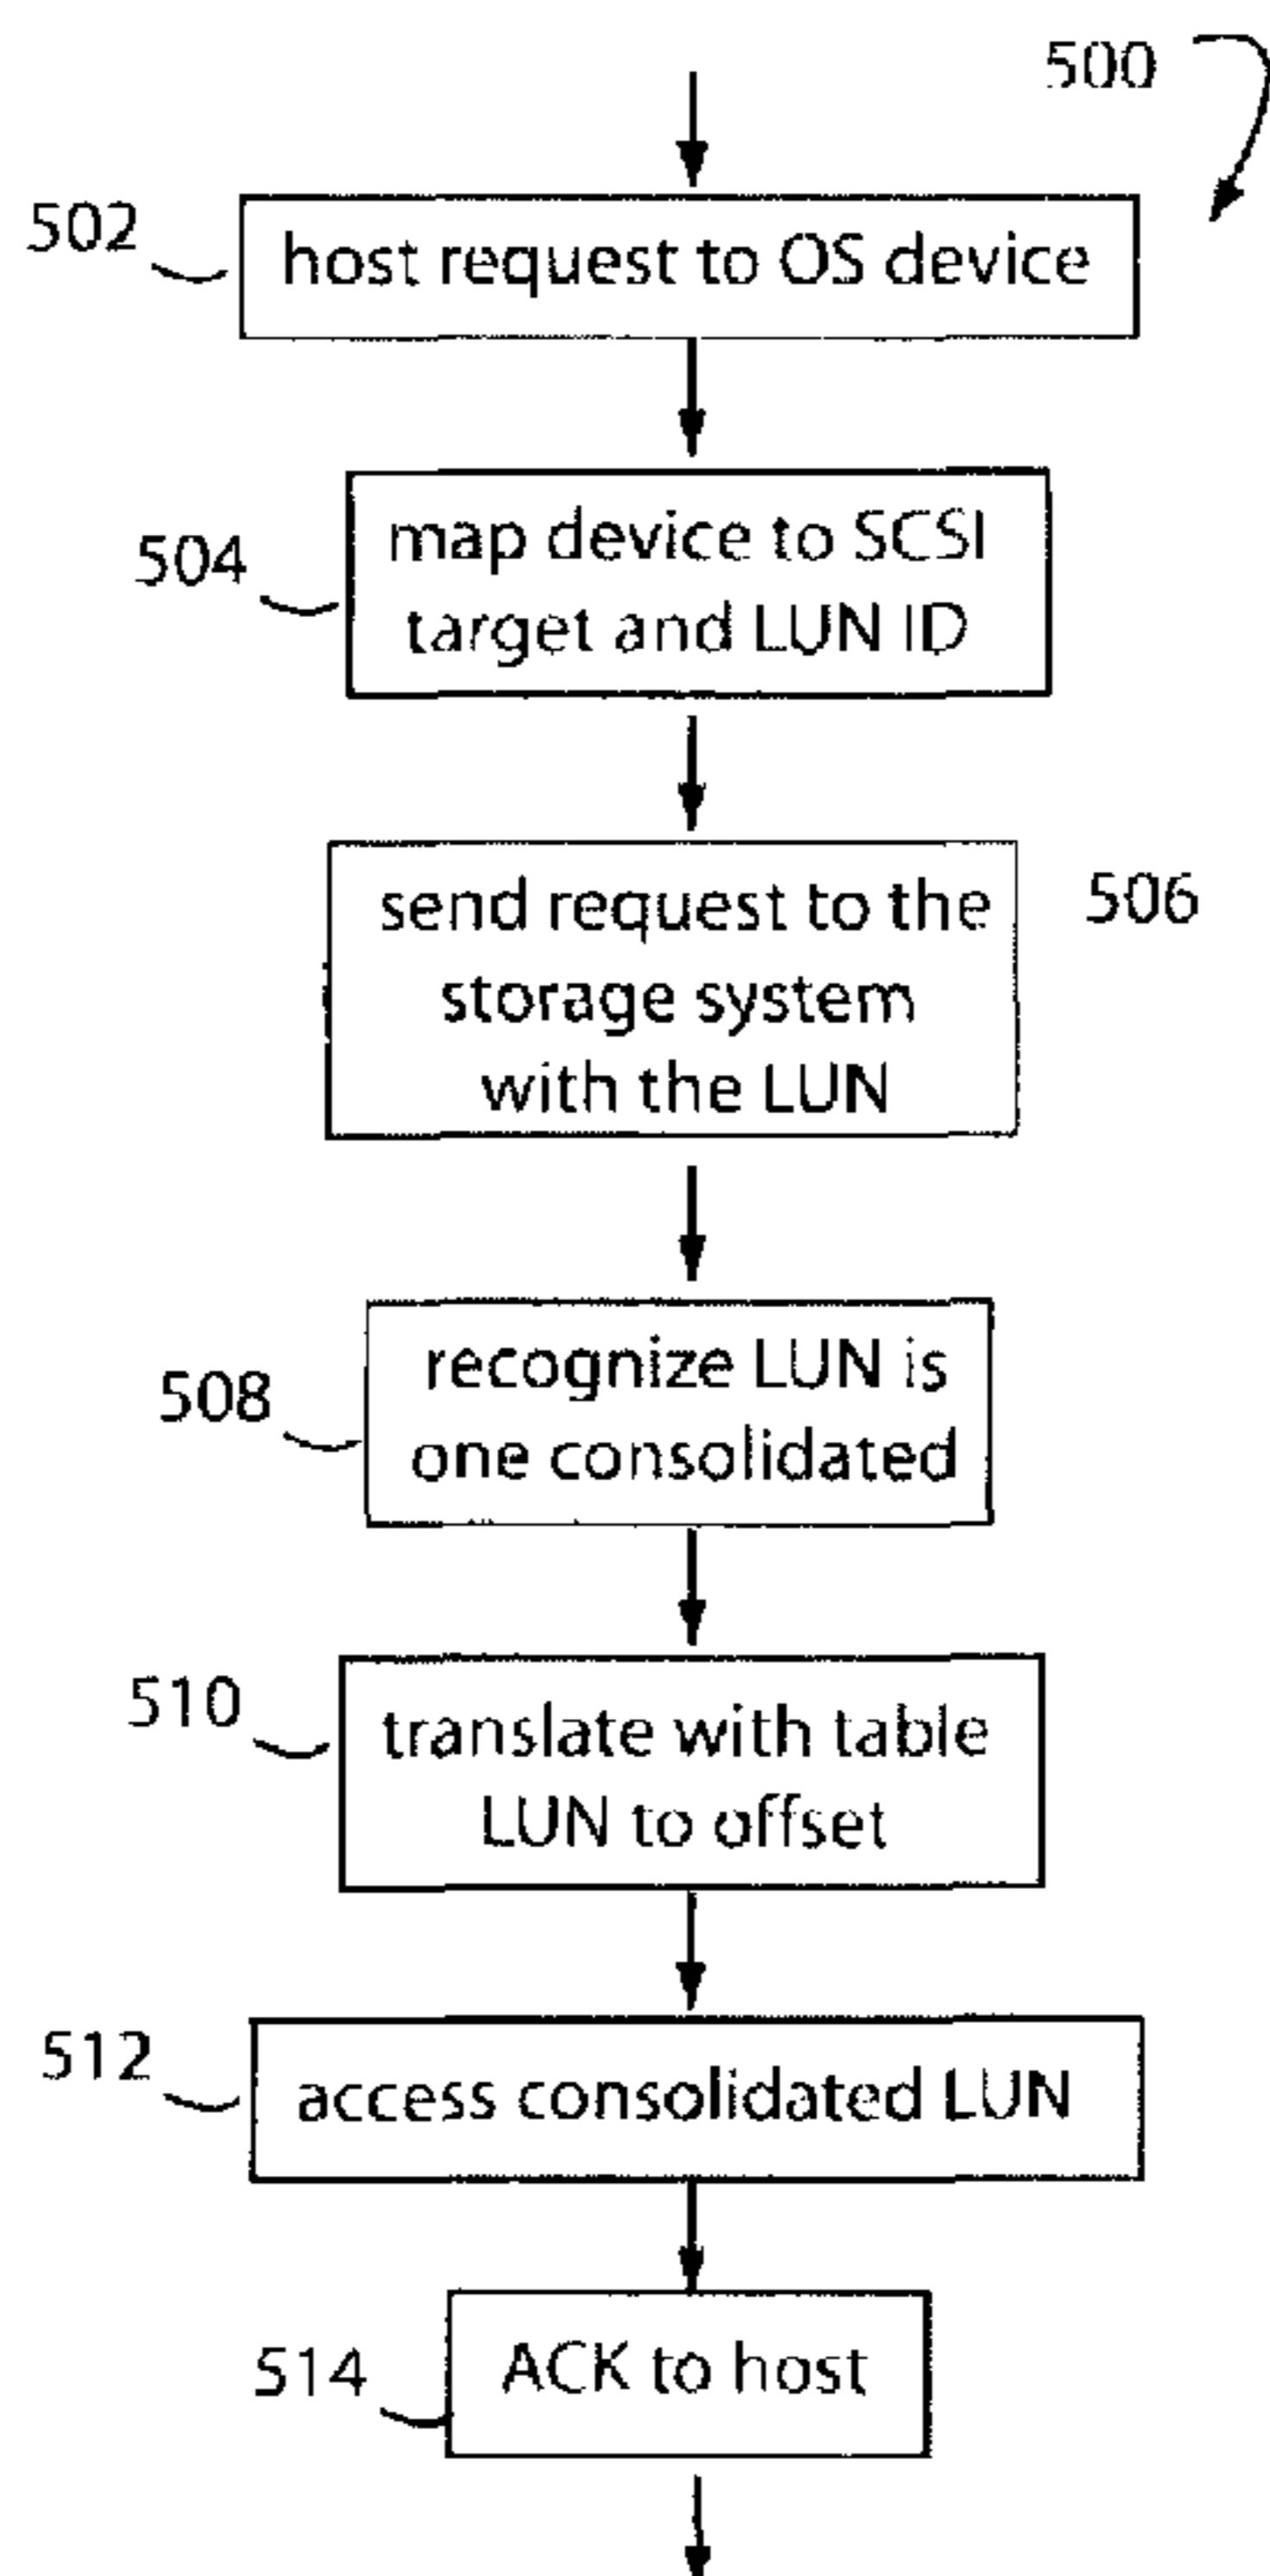 500
502
host request to OS device
504
map device to SCSI
target and LUN ID
506
send request to the
storage system
with the LUN
508
recognize LUN is
one consolidated
510
translate with table
LUN to offset
512
access consolidated LUN
514
ACK to host